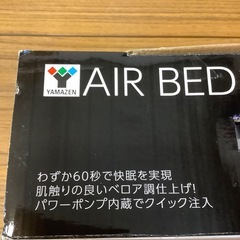 YAMAZEN
AIR BED
わずか60秒で快眠を実現
肌触りの良いベロア調仕上げ!
パワーポンプ内蔵でクイック注入